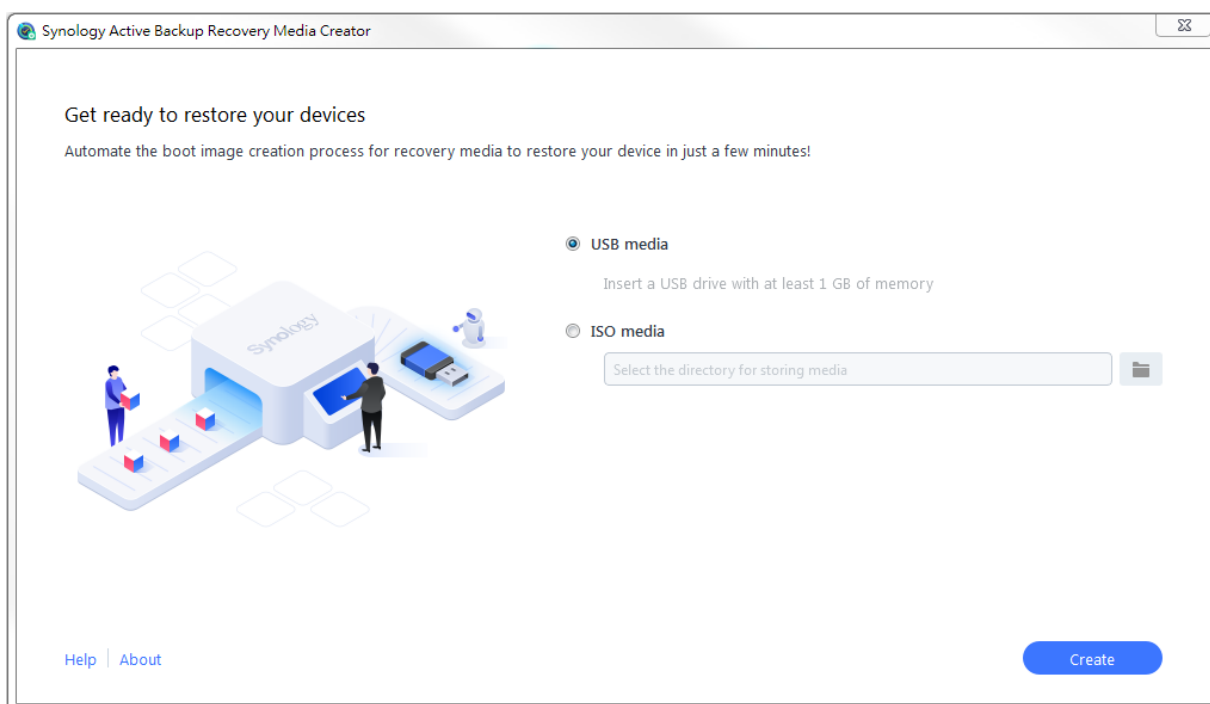 Synology Active Backup Recovery Media Creator
Get ready to restore your devices
Automate the boot image creation process for recovery media to restore your device in just a few minutes!
USB media
Insert a USB drive with at least 1 GB of memory
ISO media
Select the directory for storing media
Synology
Help
About
Create